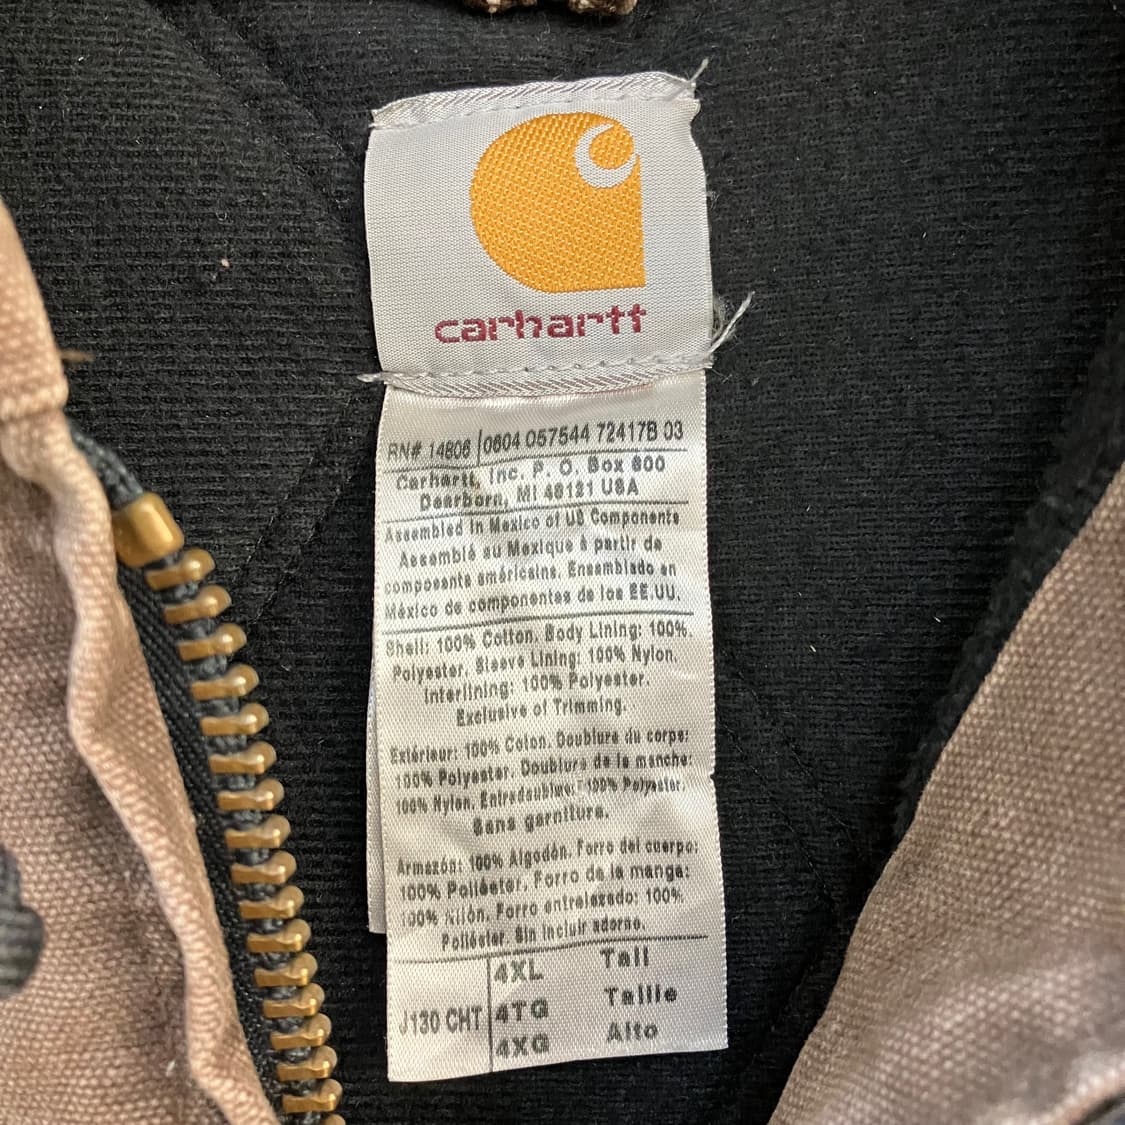 carhartt
RN# 14806 0604 057544 72417B 03
Carhartt, Inc. P. O. Box 600
Dearborn, MI 48121 USA
Assembled in Mexico of US Components
Assemblé au Mexique à partir de
composants américains. Ensamblado en
México de componentes de los EE.UU.
Shell: 100% Cotton. Body Lining: 100%
Polyester. Sleeve Lining: 100% Nylon.
Interlining: 100% Polyester.
Exclusive of Trimming.
Extérieur: 100% Coton. Doublure du corps:
100% Polyester. Doublure de la manche:
100% Nylon. Entredoublure: 100% Polyester.
Sans garniture.
Armazón: 100% Algodón. Forro del cuerpo:
100% Poliéster. Forro de la manga:
100% Nilón. Forro entrelazado: 100%
Poliéster. Sin incluir adorno.
J130 CHT
4XL Tall
4TG Taille
4XG Alto